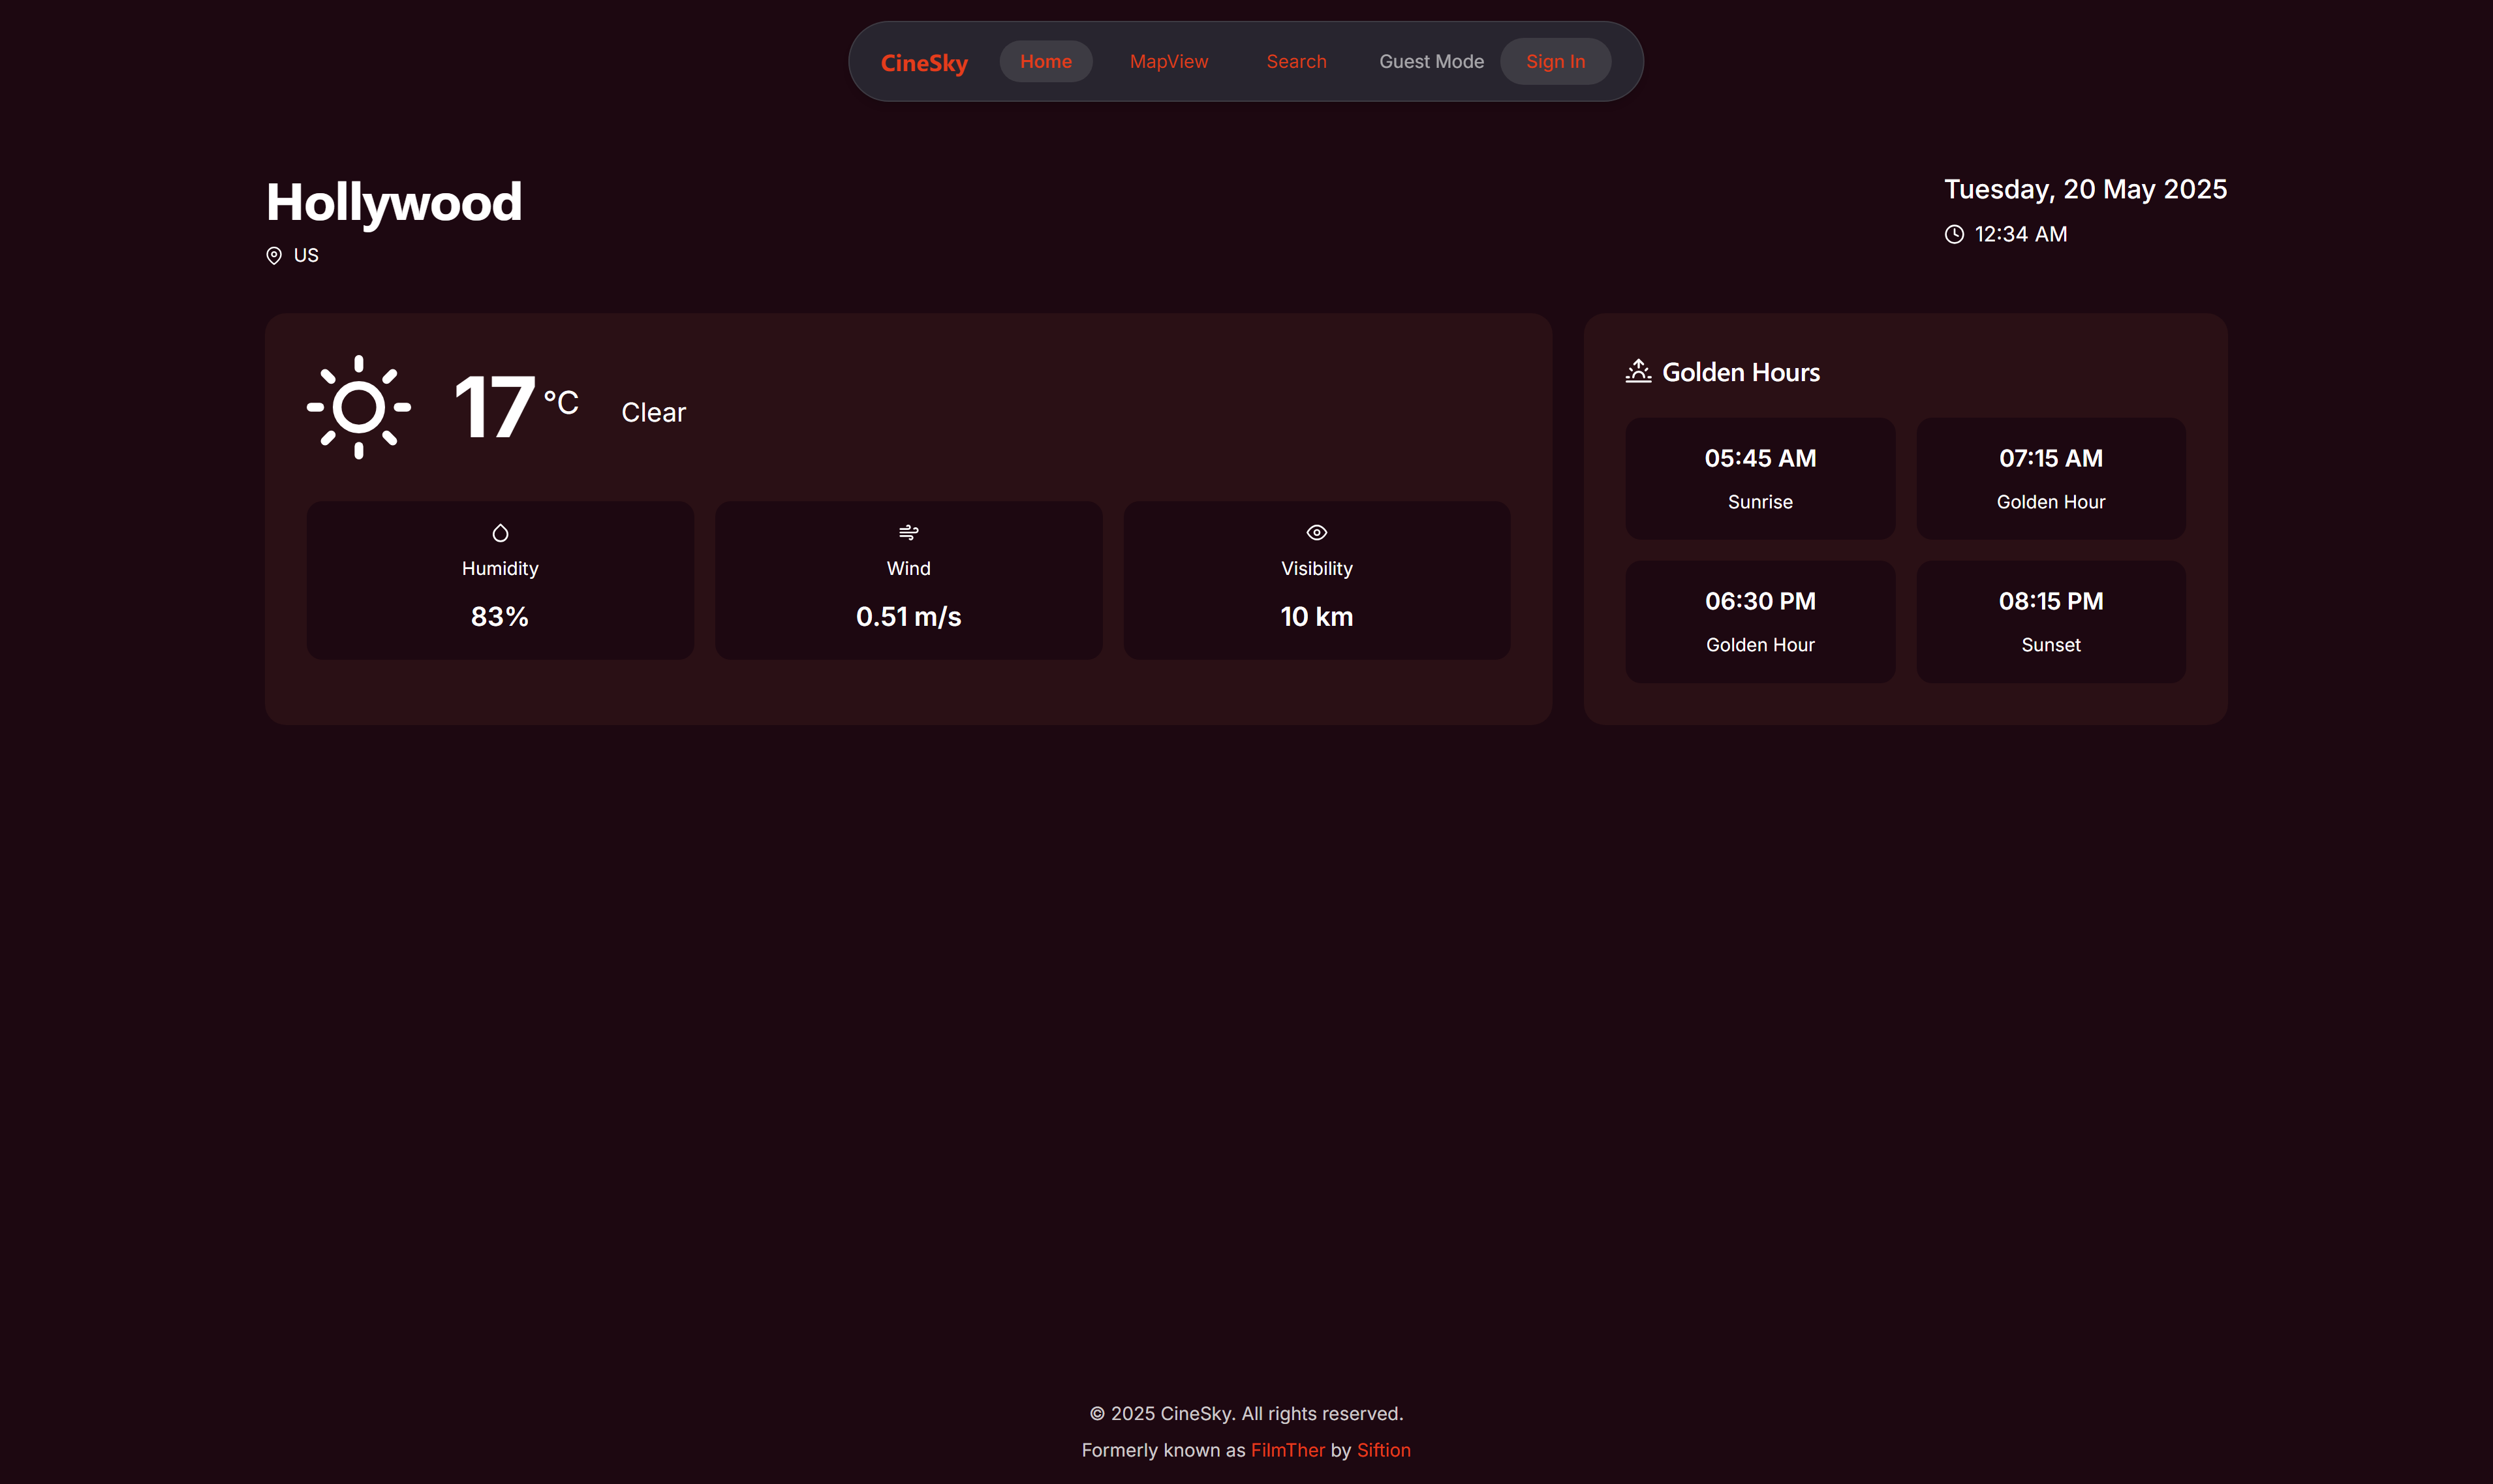 CineSky Home MapView Search Guest Mode Sign In
Hollywood
US
Tuesday, 20 May 2025
12:34 AM
17 °C Clear
Humidity
83%
Wind
0.51 m/s
Visibility
10 km
Golden Hours
05:45 AM
Sunrise
07:15 AM
Golden Hour
06:30 PM
Golden Hour
08:15 PM
Sunset
© 2025 CineSky. All rights reserved.
Formerly known as FilmTher by Siftion